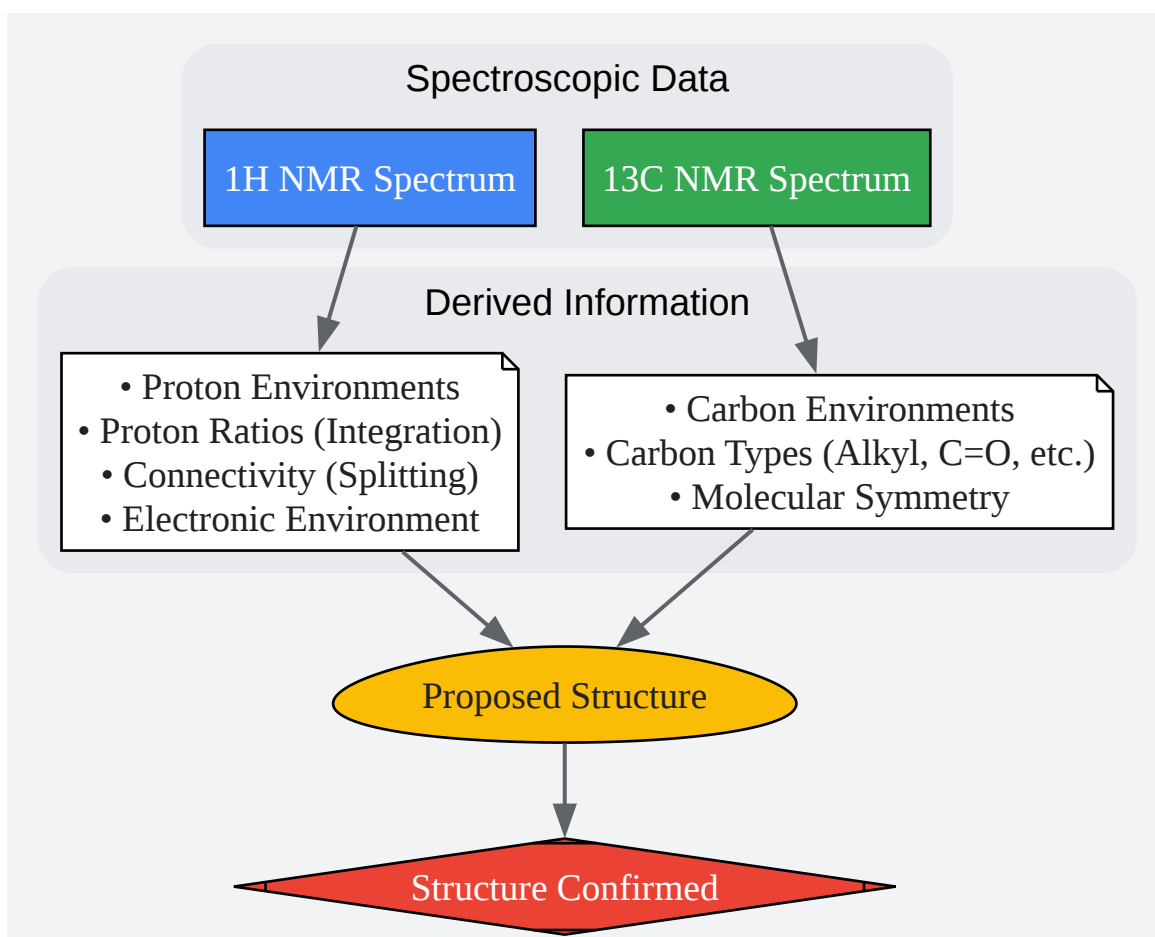 Spectroscopic Data
1H NMR Spectrum
13C NMR Spectrum
Derived Information
• Proton Environments
• Proton Ratios (Integration)
• Connectivity (Splitting)
• Electronic Environment
• Carbon Environments
• Carbon Types (Alkyl, C=O, etc.)
• Molecular Symmetry
Proposed Structure
Structure Confirmed